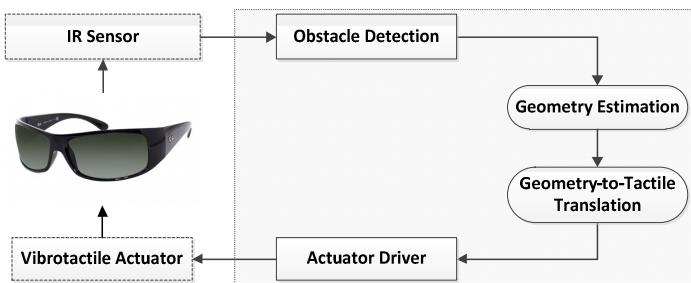 IR Sensor
Obstacle Detection
Geometry Estimation
Geometry-to-Tactile
Translation
Actuator Driver
Vibrotactile Actuator